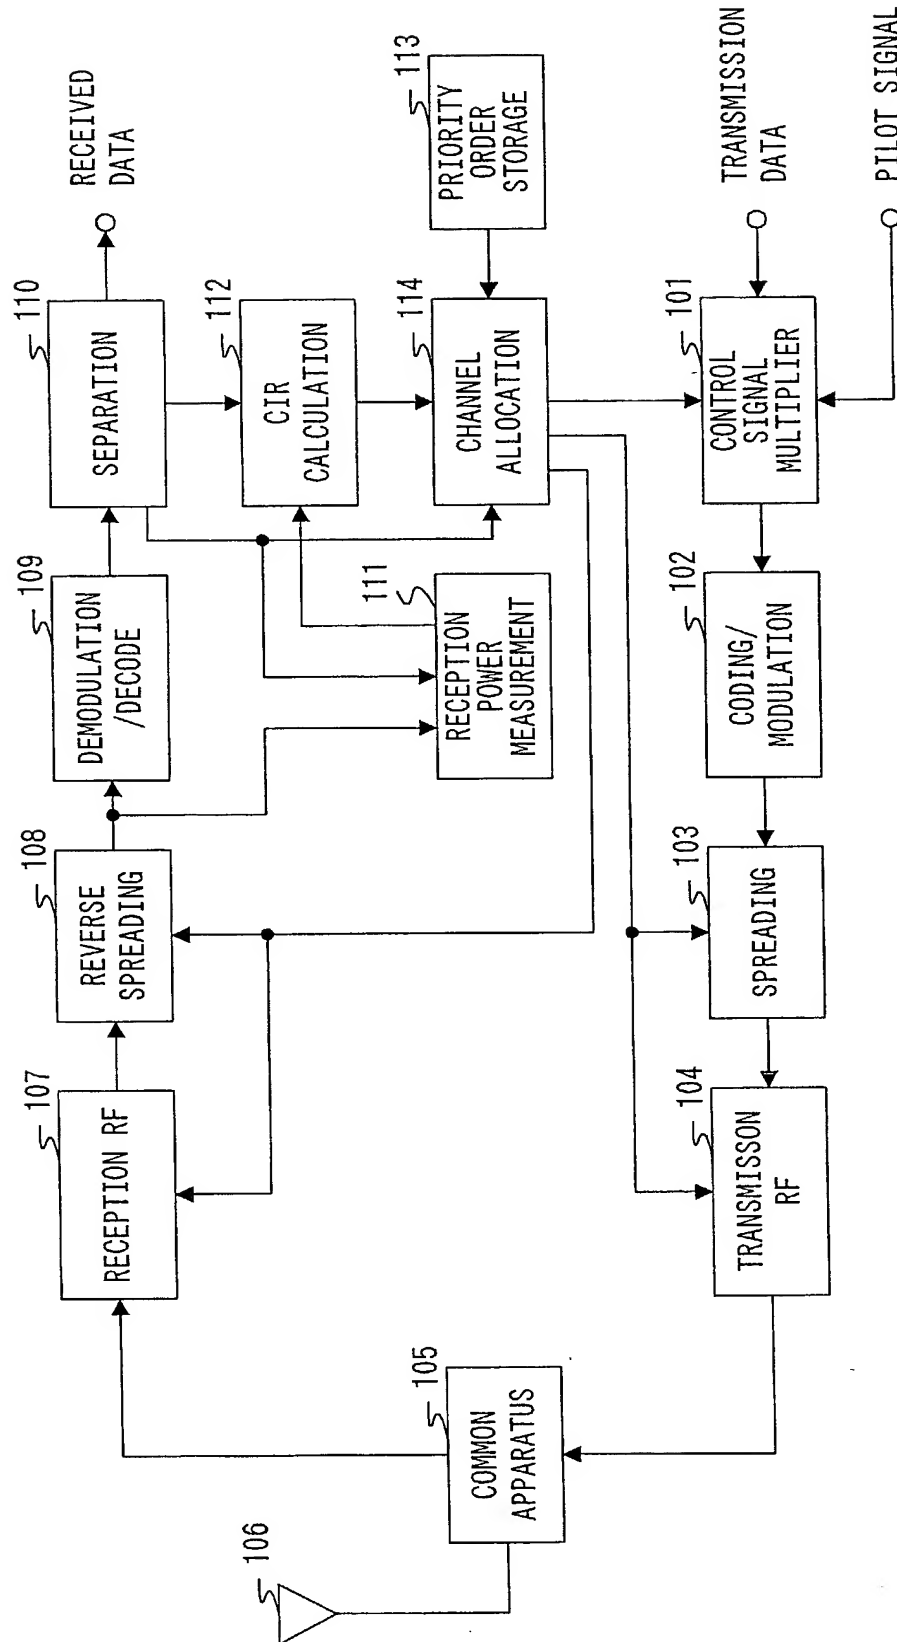 106
COMMON
APPARATUS
105
RECEPTION RF
107
REVERSE
SPREADING
108
DEMODULATION
/DECODE
109
SEPARATION
110
RECEIVED
DATA
RECEPTION
POWER
MEASUREMENT
111
CIR
CALCULATION
112
CHANNEL
ALLOCATION
114
PRIORITY
ORDER
STORAGE
113
TRANSMISSON
RF
104
SPREADING
103
CODING/
MODULATION
102
CONTROL
SIGNAL
MULTIPLIER
101
TRANSMISSION
DATA
PILOT SIGNAL